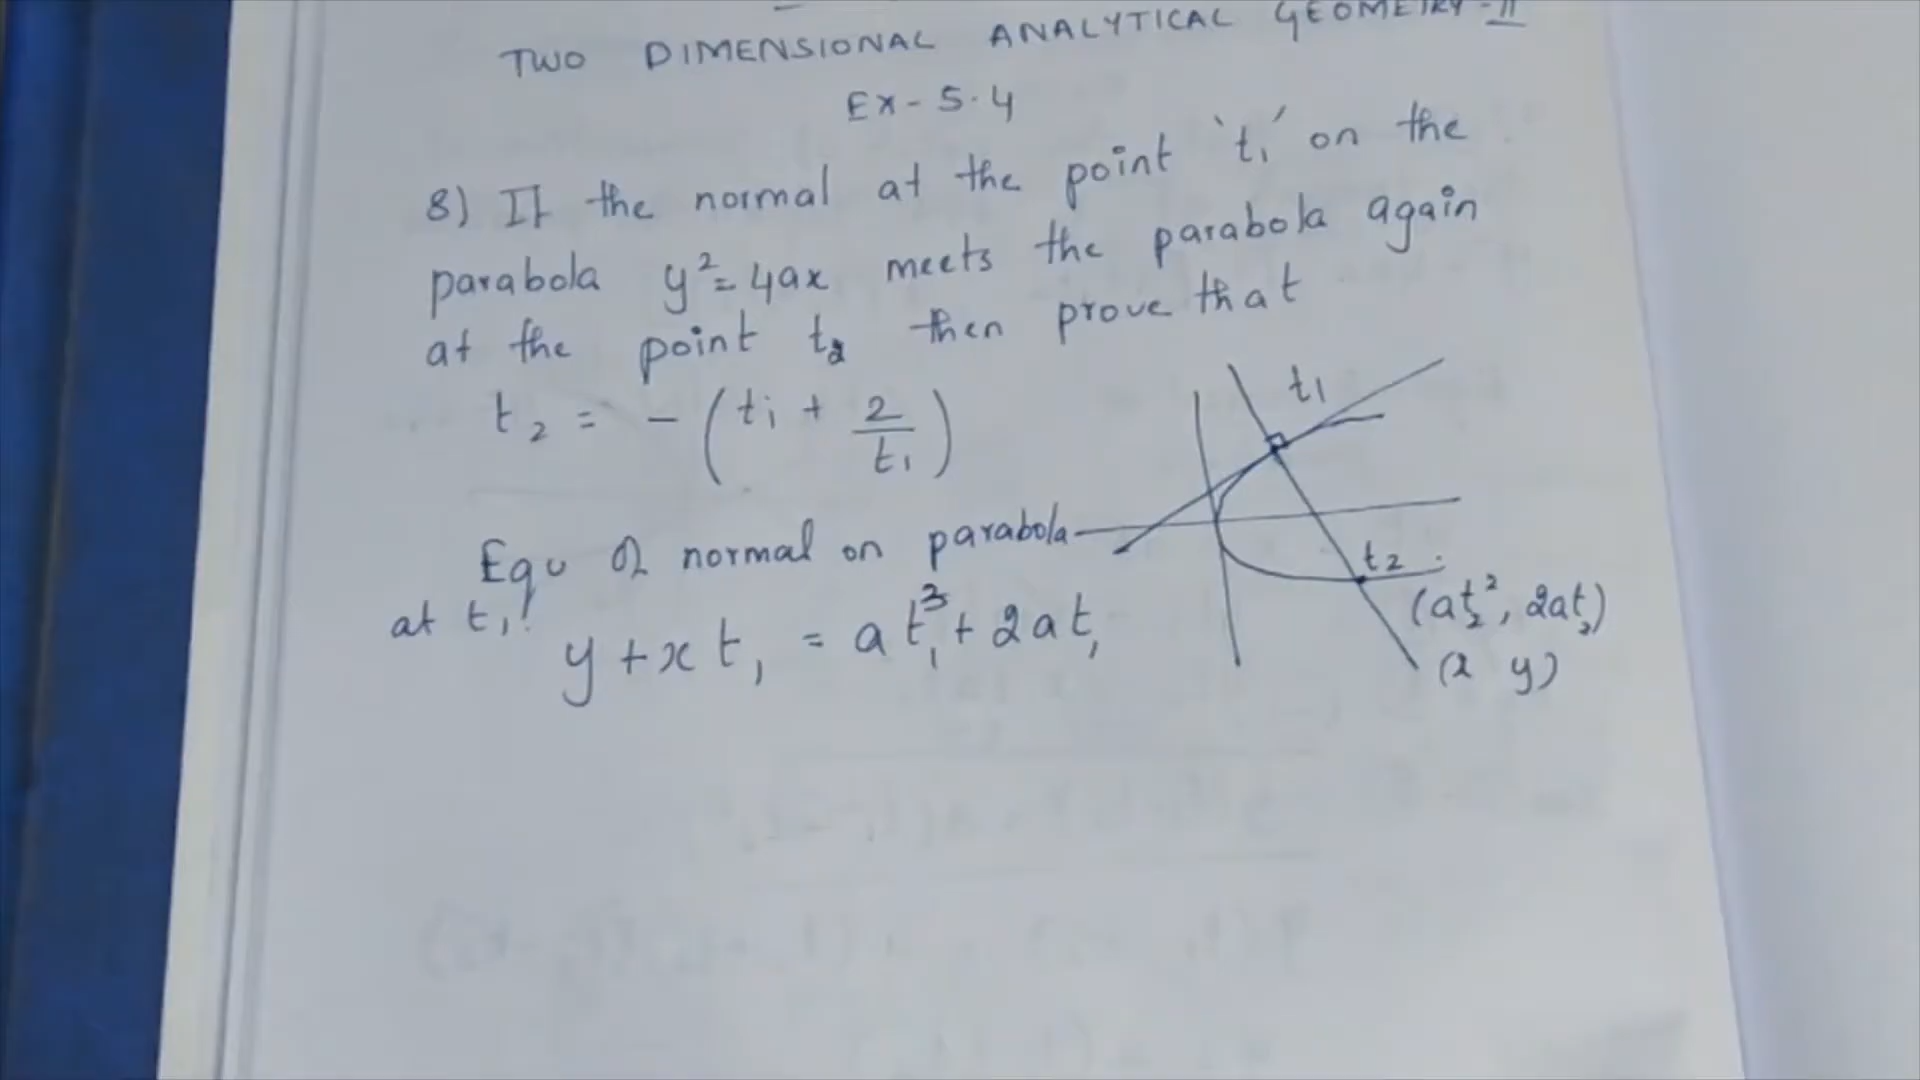 TWO DIMENSIONAL ANALYTICAL GEOMETRY-II
EX-5.4
8) If the normal at the point 't₁' on the
parabola y²=4ax meets the parabola again
at the point t₂ then prove that
t₂ = -(t₁ + 2/t₁)
t₁
Equ of normal on parabola
at t₁!
y+xt₁ = at₁³+2at₁
t₂
(at₂², 2at₂)
(x y)